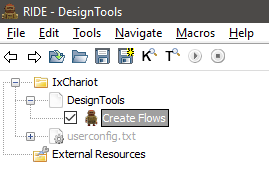 RIDE - DesignTools
File Edit Tools Navigate Macros Help
K T
IxChariot
DesignTools
Create Flows
userconfig.txt
External Resources